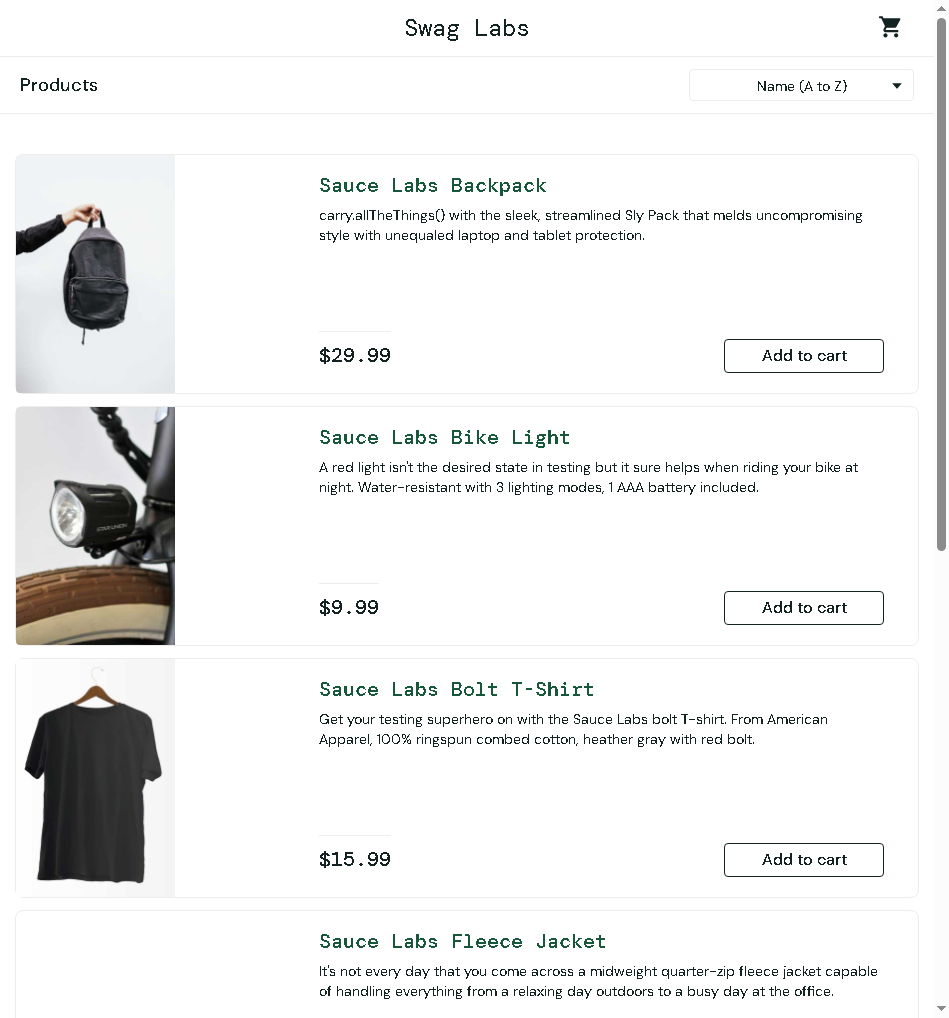 Swag Labs
Products
Name (A to Z)
Sauce Labs Backpack
carry.allTheThings() with the sleek, streamlined Sly Pack that melds uncompromising
style with unequaled laptop and tablet protection.
$29.99
Add to cart
Sauce Labs Bike Light
A red light isn't the desired state in testing but it sure helps when riding your bike at
night. Water-resistant with 3 lighting modes, 1 AAA battery included.
$9.99
Add to cart
Sauce Labs Bolt T-Shirt
Get your testing superhero on with the Sauce Labs bolt T-shirt. From American
Apparel, 100% ringspun combed cotton, heather gray with red bolt.
$15.99
Add to cart
Sauce Labs Fleece Jacket
It's not every day that you come across a midweight quarter-zip fleece jacket capable
of handling everything from a relaxing day outdoors to a busy day at the office.